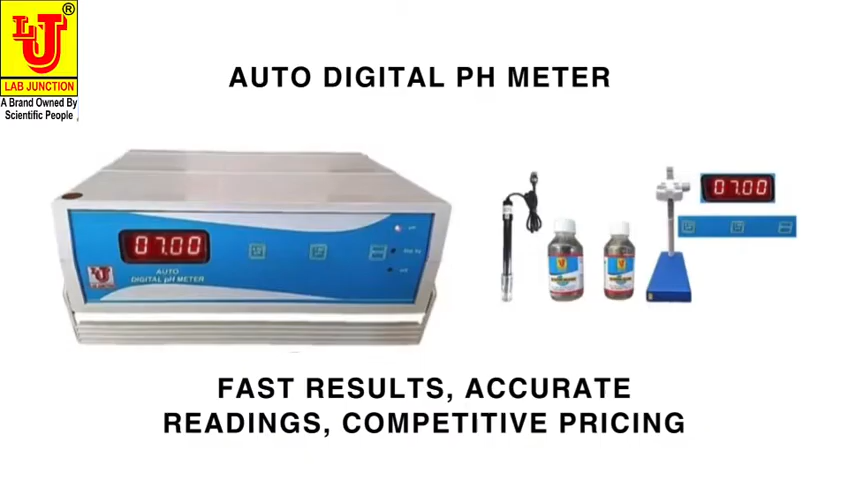 LJ
®
LAB JUNCTION
A Brand Owned By
Scientific People
AUTO DIGITAL PH METER
07.00
AUTO
DIGITAL pH METER
07.00
FAST RESULTS, ACCURATE
READINGS, COMPETITIVE PRICING